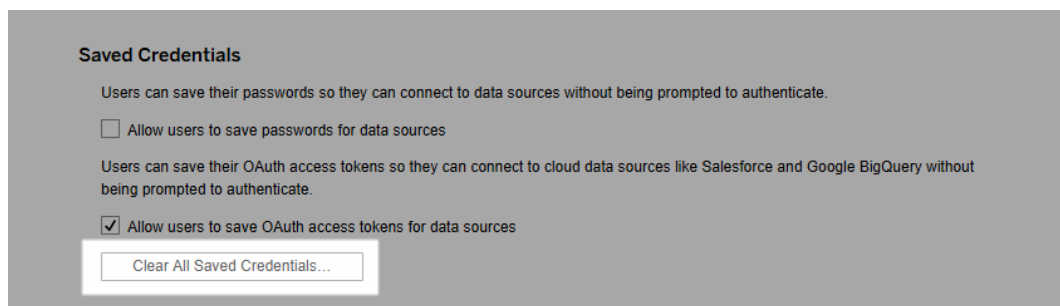 Saved Credentials
Users can save their passwords so they can connect to data sources without being prompted to authenticate.
Allow users to save passwords for data sources
Users can save their OAuth access tokens so they can connect to cloud data sources like Salesforce and Google BigQuery without
being prompted to authenticate.
Allow users to save OAuth access tokens for data sources
Clear All Saved Credentials...